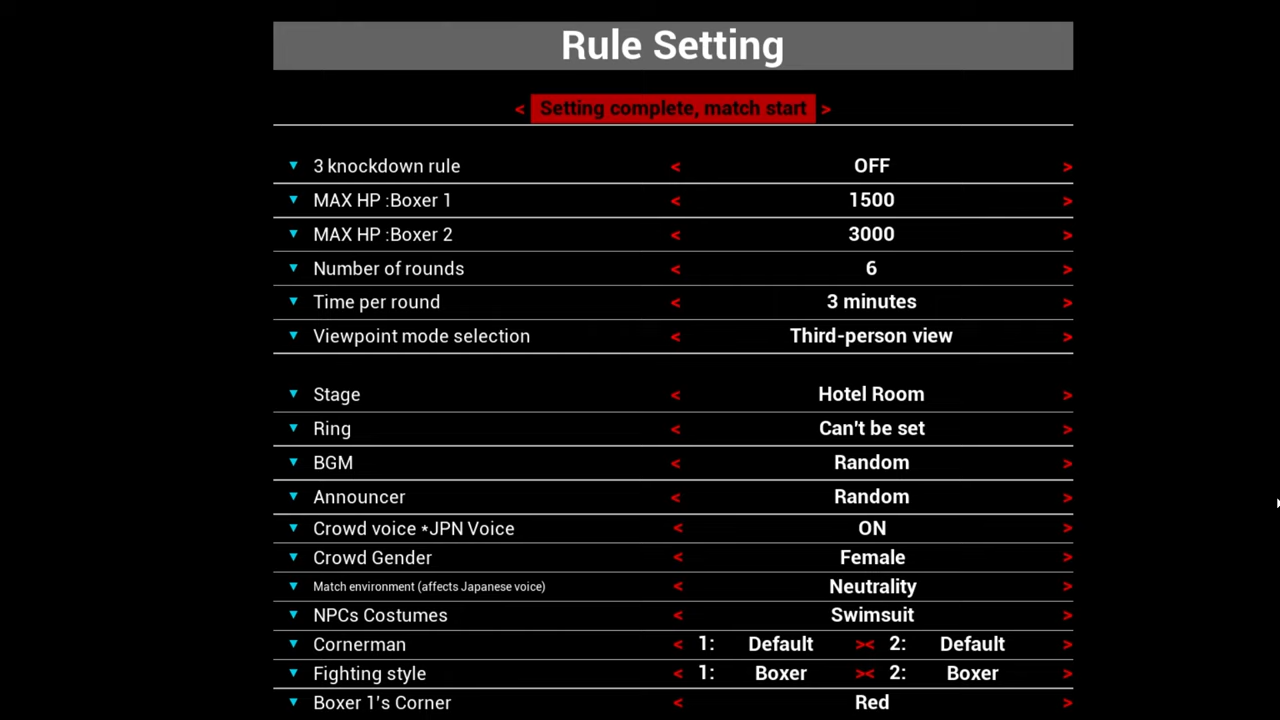 Rule Setting
< Setting complete, match start >
▼ 3 knockdown rule < OFF >
▼ MAX HP :Boxer 1 < 1500 >
▼ MAX HP :Boxer 2 < 3000 >
▼ Number of rounds < 6 >
▼ Time per round < 3 minutes >
▼ Viewpoint mode selection < Third-person view >
▼ Stage < Hotel Room >
▼ Ring < Can't be set >
▼ BGM < Random >
▼ Announcer < Random >
▼ Crowd voice *JPN Voice < ON >
▼ Crowd Gender < Female >
▼ Match environment (affects Japanese voice) < Neutrality >
▼ NPCs Costumes < Swimsuit >
▼ Cornerman < 1: Default >< 2: Default >
▼ Fighting style < 1: Boxer >< 2: Boxer >
▼ Boxer 1's Corner < Red >